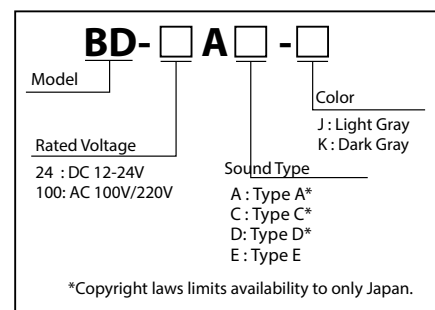 BD-□ A□ -□
Model
Color
J : Light Gray
K : Dark Gray
Rated Voltage
24 : DC 12-24V
100: AC 100V/220V
Sound Type
A : Type A*
C : Type C*
D: Type D*
E : Type E
*Copyright laws limits availability to only Japan.